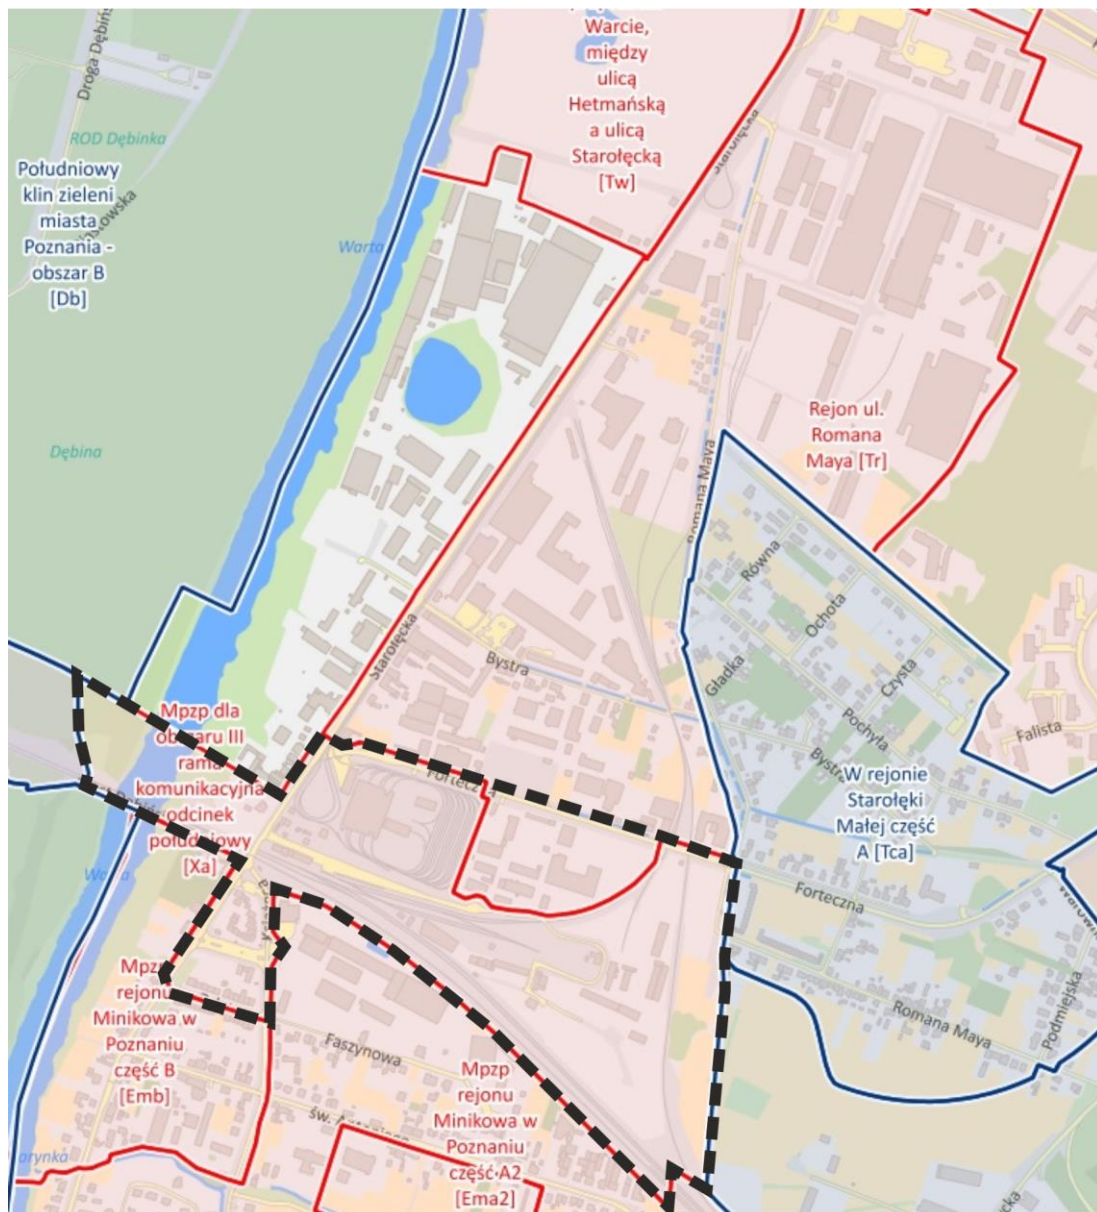 Droga Dębiń
ROD Dębinka
Południowy
klin zieleni
miasta
Poznania -
obszar B
[Db]
Warta
Dębina
Warcie,
między
ulicą
Hetmańską
a ulicą
Starołęcką
[Tw]
Rejon ul.
Romana
Maya [Tr]
Romana Maya
Równa
Ochota
Gładka
Czysta
Pochyła
Bystra
Falista
Starołęcka
Bystra
W rejonie
Starołęki
Małej część
A [Tca]
Forteczna
Romana Maya
Podmiejska
Mpzp dla
obszaru III
rama
komunikacyjna
odcinek
południowy
[Xa]
Mpzp
rejonu
Minikowa w
Poznaniu
część B
[Emb]
Faszynowa
Mpzp
rejonu
Minikowa w
Poznaniu
część A2
[Ema2]
arynka